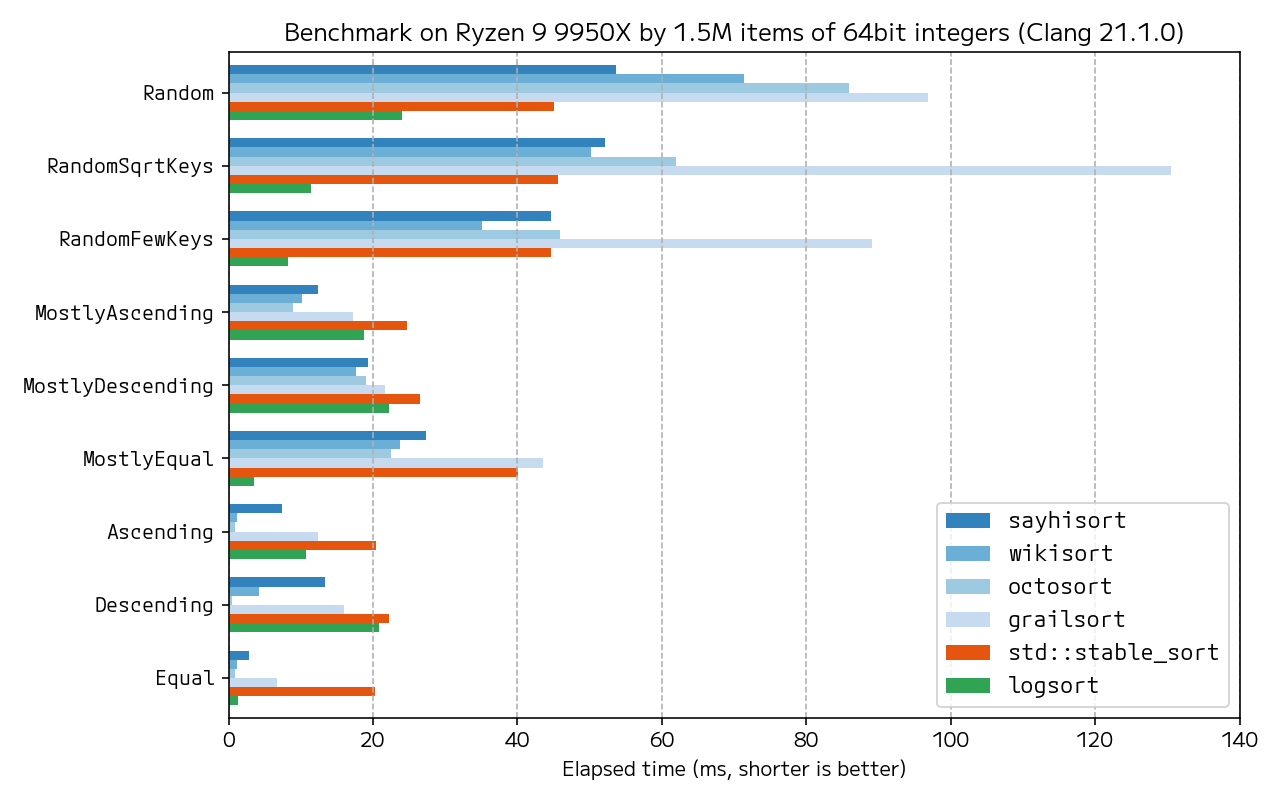 Benchmark on Ryzen 9 9950X by 1.5M items of 64bit integers (Clang 21.1.0)
Random
RandomSqrtKeys
RandomFewKeys
MostlyAscending
MostlyDescending
MostlyEqual
Ascending
Descending
Equal
sayhisort
wikisort
octosort
grailsort
std::stable_sort
logsort
0 20 40 60 80 100 120 140
Elapsed time (ms, shorter is better)